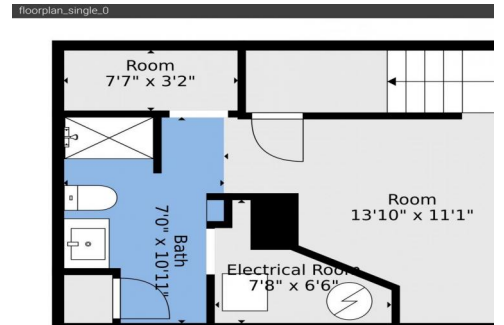 floorplan_single_0
Room
7'7" x 3'2"
Room
13'10" x 11'1"
Bath
7'0" x 10'11"
Electrical Room
7'8" x 6'6"